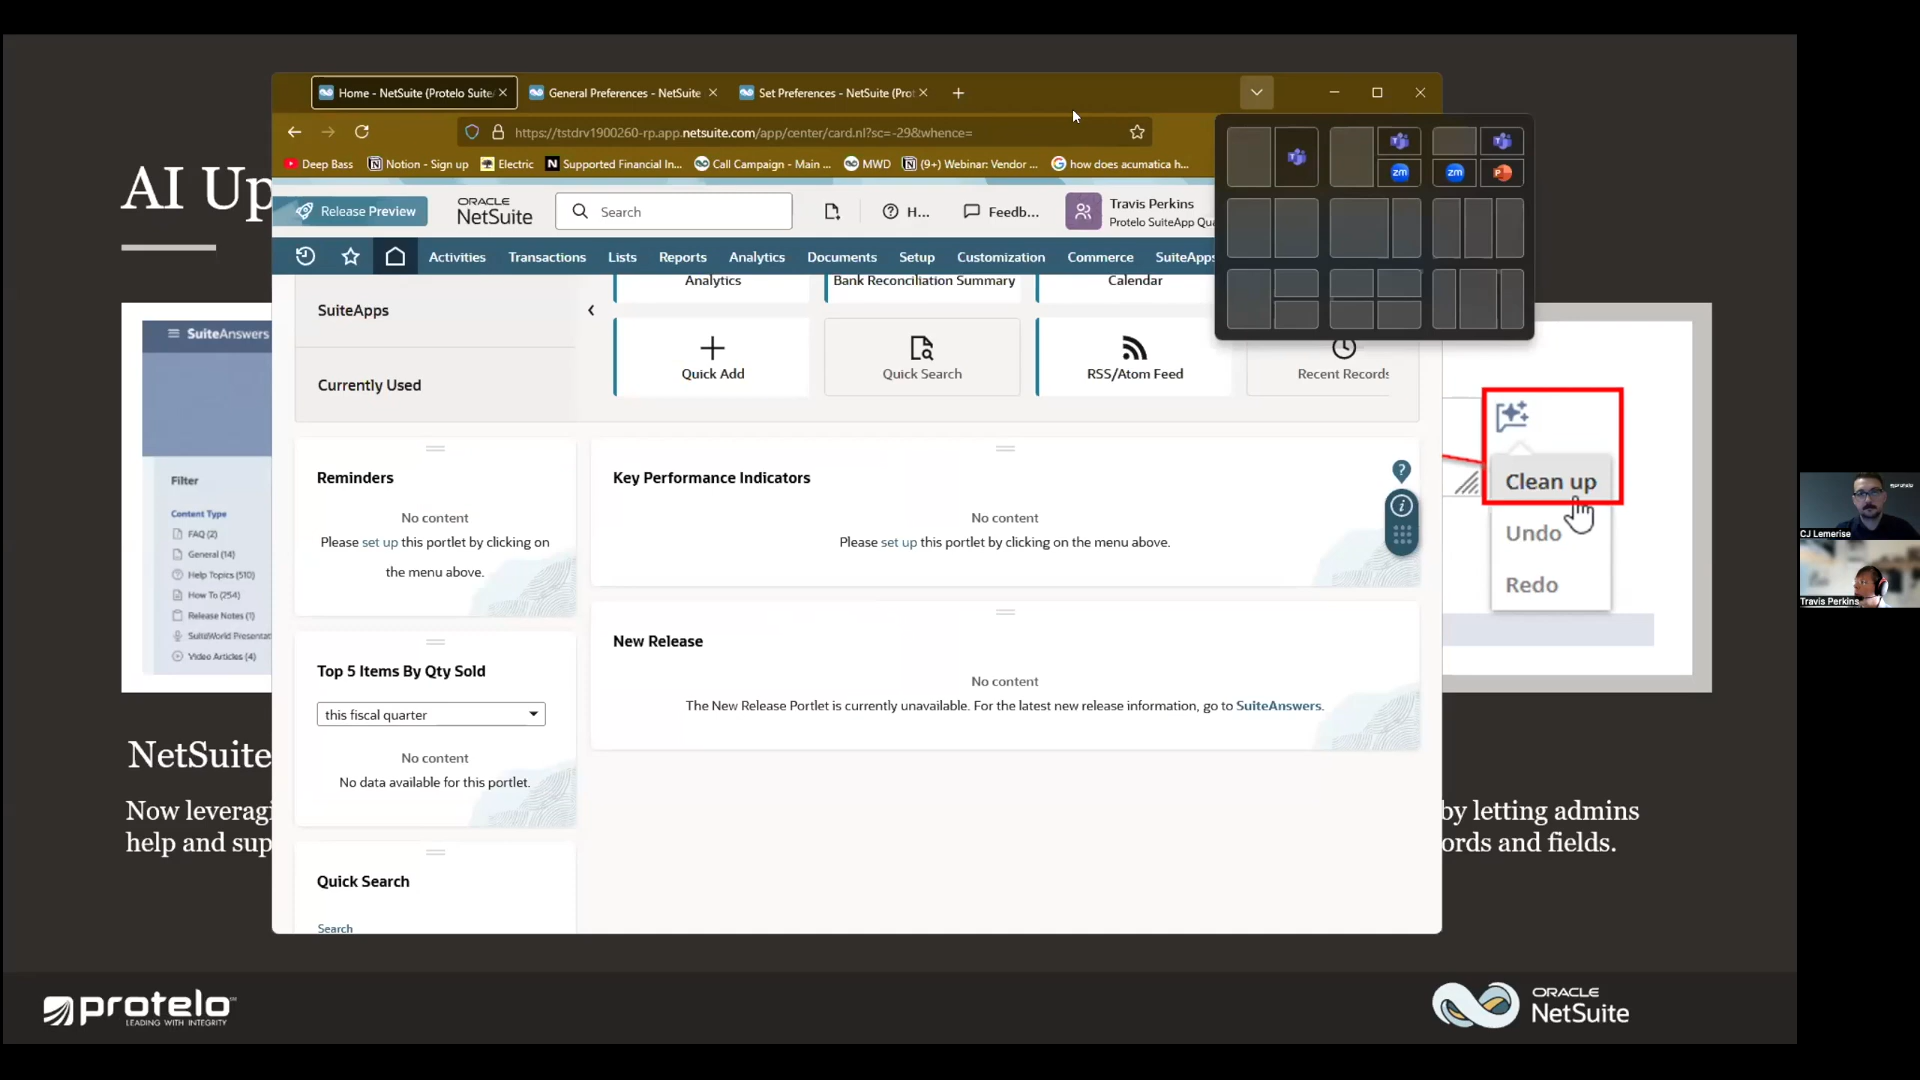 AI Up
Home - NetSuite (Protelo Suite
General Preferences - NetSuite
Set Preferences - NetSuite (Prot
https://tstdrv1900260-rp.app.netsuite.com/app/center/card.nl?sc=-29&whence=
Deep Bass
Notion - Sign up
Electric
Supported Financial In...
Call Campaign - Main ...
MWD
(9+) Webinar: Vendor ...
how does acumatica h...
Release Preview
ORACLE
NetSuite
Search
H...
Feedb...
Travis Perkins
Protelo SuiteApp Qua
Activities
Transactions
Lists
Reports
Analytics
Documents
Setup
Customization
Commerce
SuiteApps
zm
zm
P
SuiteApps
Currently Used
Analytics
Bank Reconciliation Summary
Calendar
Quick Add
Quick Search
RSS/Atom Feed
Recent Records
Reminders
No content
Please set up this portlet by clicking on
the menu above.
Key Performance Indicators
No content
Please set up this portlet by clicking on the menu above.
Top 5 Items By Qty Sold
this fiscal quarter
No content
No data available for this portlet.
New Release
No content
The New Release Portlet is currently unavailable. For the latest new release information, go to SuiteAnswers.
Quick Search
Search
SuiteAnswers
Filter
Content Type
FAQ (2)
General (14)
Help Topics (510)
How To (254)
Release Notes (1)
SuiteWorld Presentat
Video Articles (4)
Clean up
Undo
Redo
CJ Lemerise
Travis Perkins
NetSuite
Now leveragi
help and sup
by letting admins
ords and fields.
protelo
LEADING WITH INTEGRITY
ORACLE
NetSuite